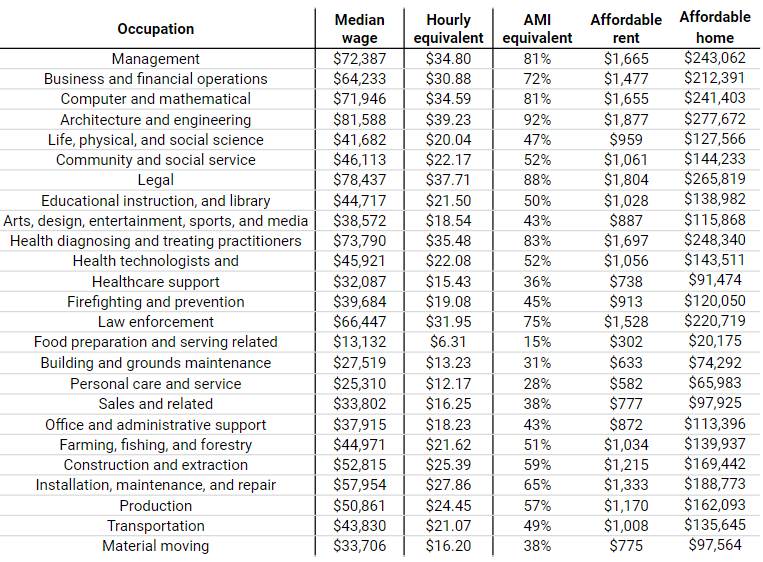 Occupation Median wage Hourly equivalent AMI equivalent Affordable rent Affordable home
Management $72,387 $34.80 81% $1,665 $243,062
Business and financial operations $64,233 $30.88 72% $1,477 $212,391
Computer and mathematical $71,946 $34.59 81% $1,655 $241,403
Architecture and engineering $81,588 $39.23 92% $1,877 $277,672
Life, physical, and social science $41,682 $20.04 47% $959 $127,566
Community and social service $46,113 $22.17 52% $1,061 $144,233
Legal $78,437 $37.71 88% $1,804 $265,819
Educational instruction, and library $44,717 $21.50 50% $1,028 $138,982
Arts, design, entertainment, sports, and media $38,572 $18.54 43% $887 $115,868
Health diagnosing and treating practitioners $73,790 $35.48 83% $1,697 $248,340
Health technologists and $45,921 $22.08 52% $1,056 $143,511
Healthcare support $32,087 $15.43 36% $738 $91,474
Firefighting and prevention $39,684 $19.08 45% $913 $120,050
Law enforcement $66,447 $31.95 75% $1,528 $220,719
Food preparation and serving related $13,132 $6.31 15% $302 $20,175
Building and grounds maintenance $27,519 $13.23 31% $633 $74,292
Personal care and service $25,310 $12.17 28% $582 $65,983
Sales and related $33,802 $16.25 38% $777 $97,925
Office and administrative support $37,915 $18.23 43% $872 $113,396
Farming, fishing, and forestry $44,971 $21.62 51% $1,034 $139,937
Construction and extraction $52,815 $25.39 59% $1,215 $169,442
Installation, maintenance, and repair $57,954 $27.86 65% $1,333 $188,773
Production $50,861 $24.45 57% $1,170 $162,093
Transportation $43,830 $21.07 49% $1,008 $135,645
Material moving $33,706 $16.20 38% $775 $97,564